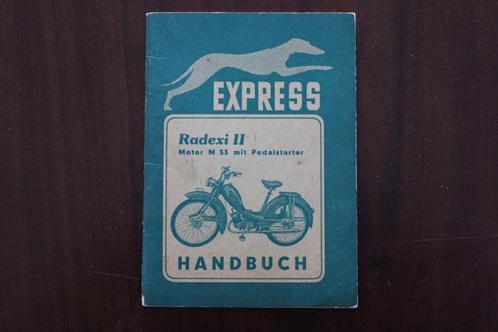 EXPRESS
Radexi II
Motor M 53 mit Pedalstarter
HANDBUCH